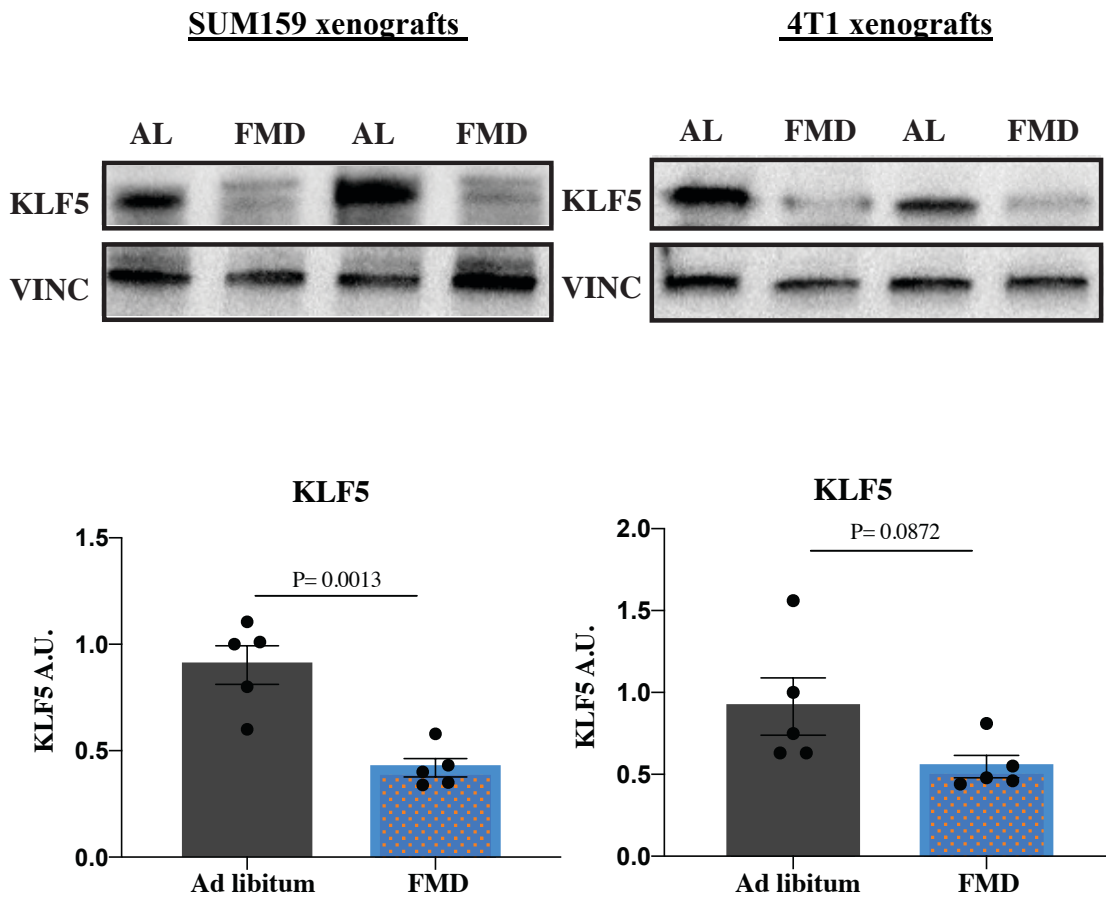 SUM159 xenografts
AL FMD AL FMD
KLF5
VINC
KLF5
KLF5 A.U.
1.5
1.0
0.5
0.0
P= 0.0013
Ad libitum FMD
4T1 xenografts
AL FMD AL FMD
KLF5
VINC
KLF5
KLF5 A.U.
2.0
1.5
1.0
0.5
0.0
P= 0.0872
Ad libitum FMD